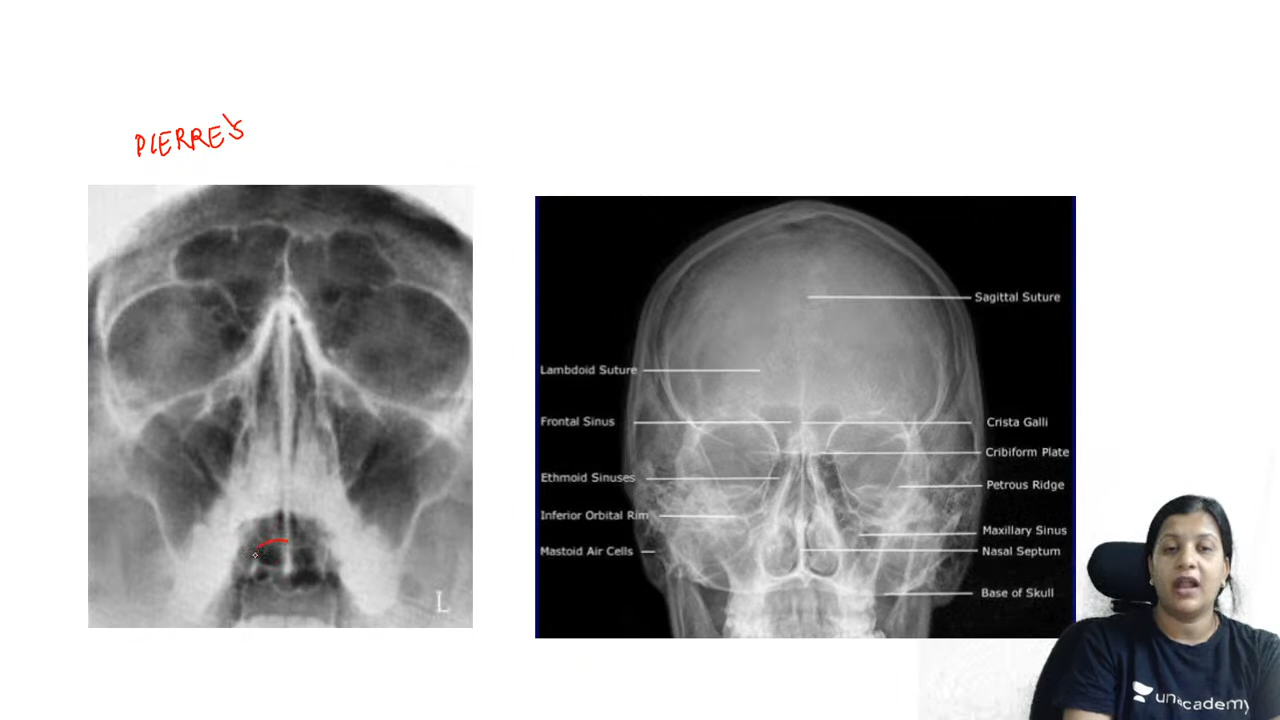 PIERRE'S
Sagittal Suture
Lambdoid Suture
Frontal Sinus
Crista Galli
Cribiform Plate
Ethmoid Sinuses
Petrous Ridge
Inferior Orbital Rim
Maxillary Sinus
Mastoid Air Cells
Nasal Septum
Base of Skull
L
unacademy